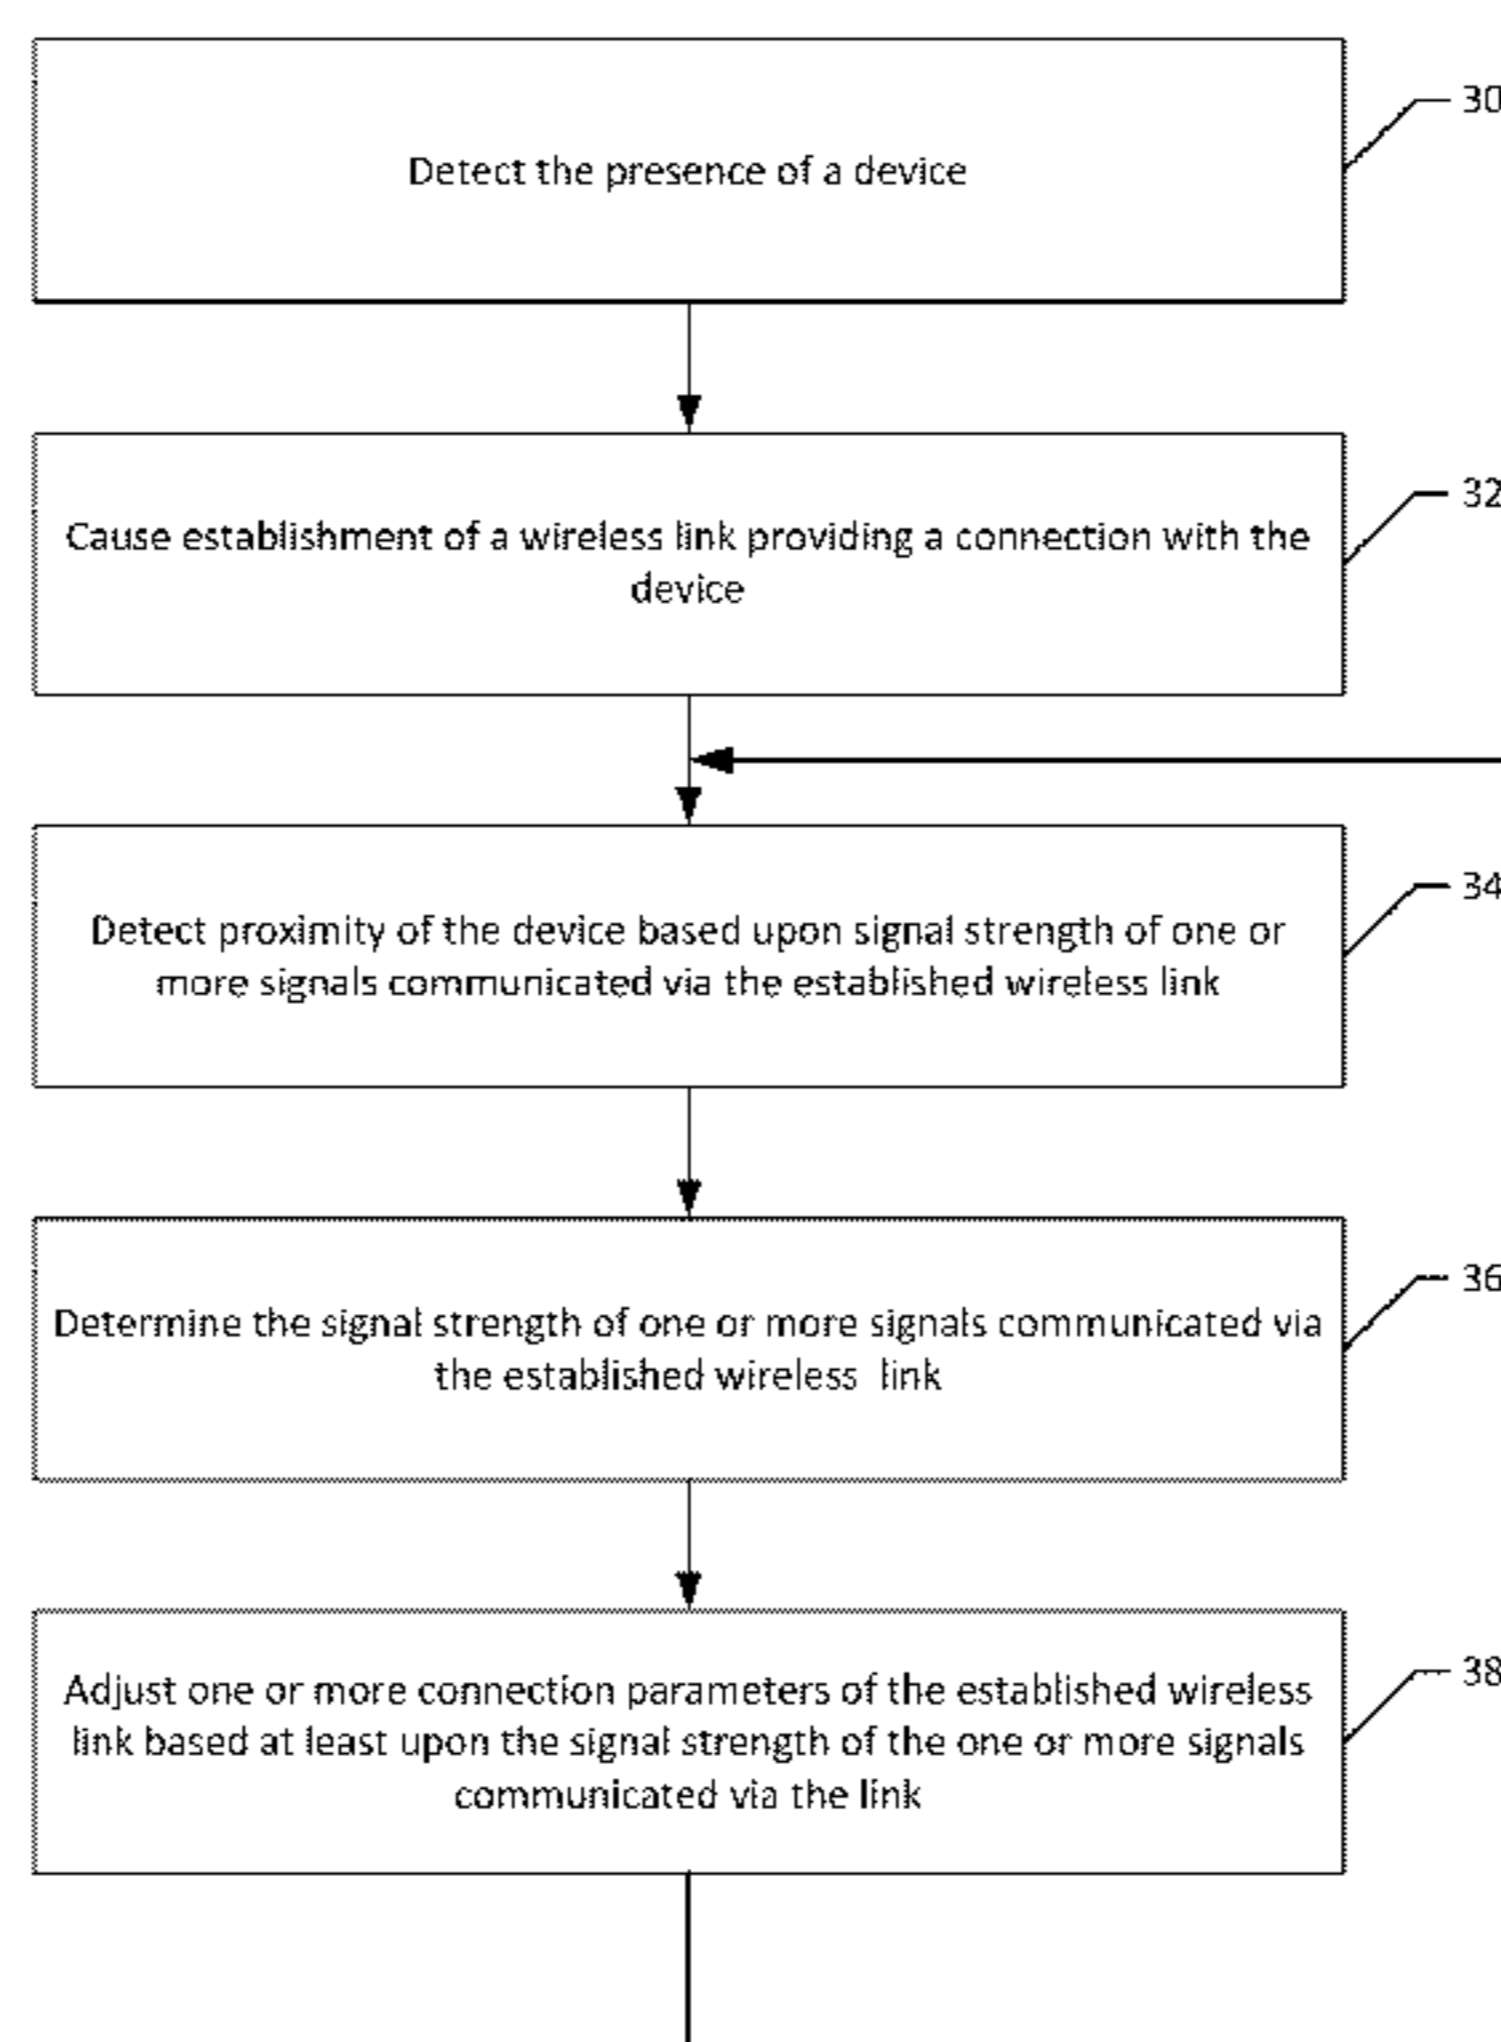 Detect the presence of a device
30
Cause establishment of a wireless link providing a connection with the
device
32
Detect proximity of the device based upon signal strength of one or
more signals communicated via the established wireless link
34
Determine the signal strength of one or more signals communicated via
the established wireless  link
36
Adjust one or more connection parameters of the established wireless
link based at least upon the signal strength of the one or more signals
communicated via the link
38